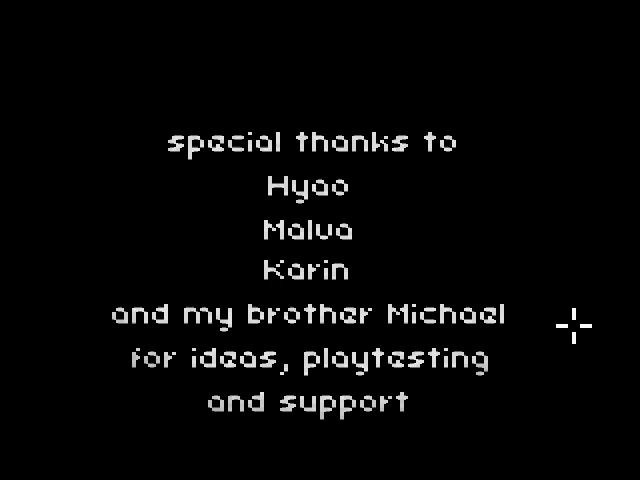 special thanks to
Hyao
Malva
Karin
and my brother Michael
for ideas, playtesting
and support